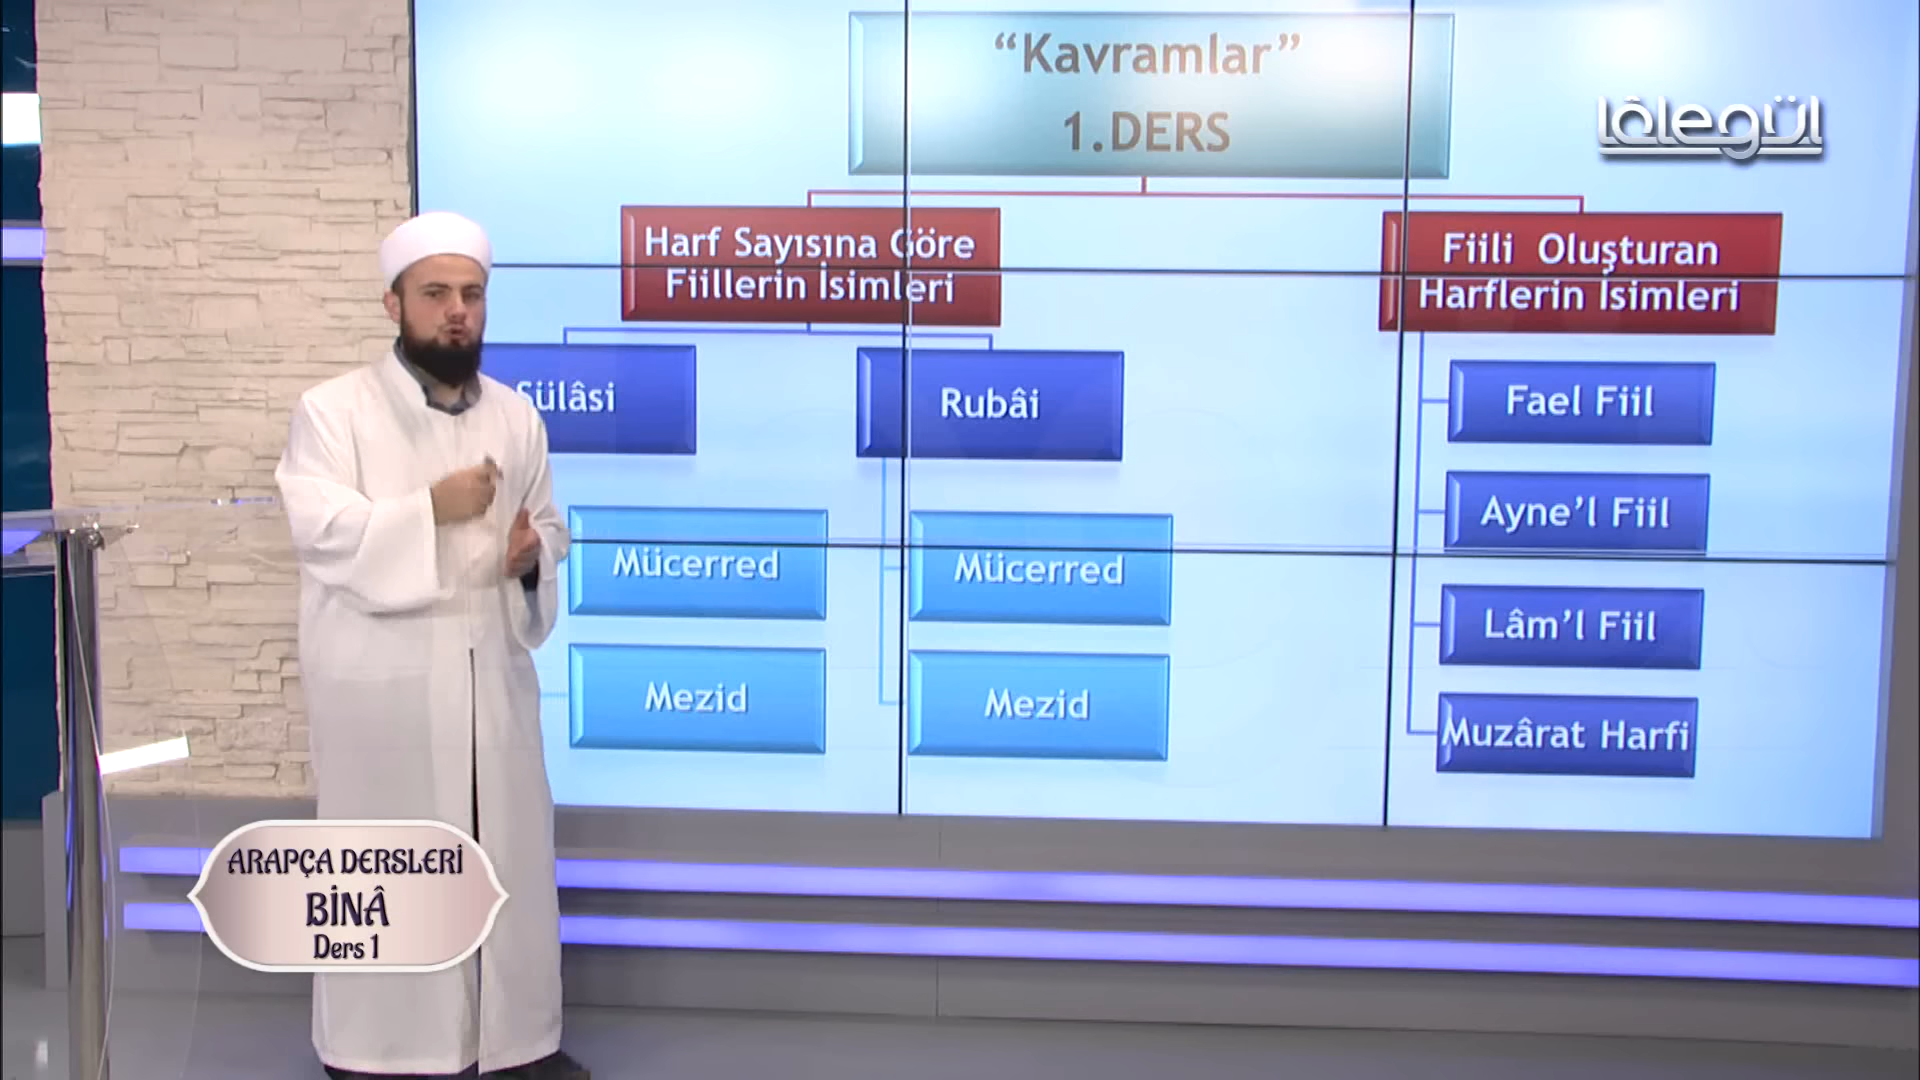 “Kavramlar”
1.DERS
lâlegül
Harf Sayısına Göre
Fiillerin İsimleri
Fiili Oluşturan
Harflerin İsimleri
Sülâsi
Rubâi
Fael Fiil
Ayne’l Fiil
Mücerred
Mücerred
Lâm’l Fiil
Mezid
Mezid
Muzârat Harfi
ARAPÇA DERSLERİ
BİNÂ
Ders 1